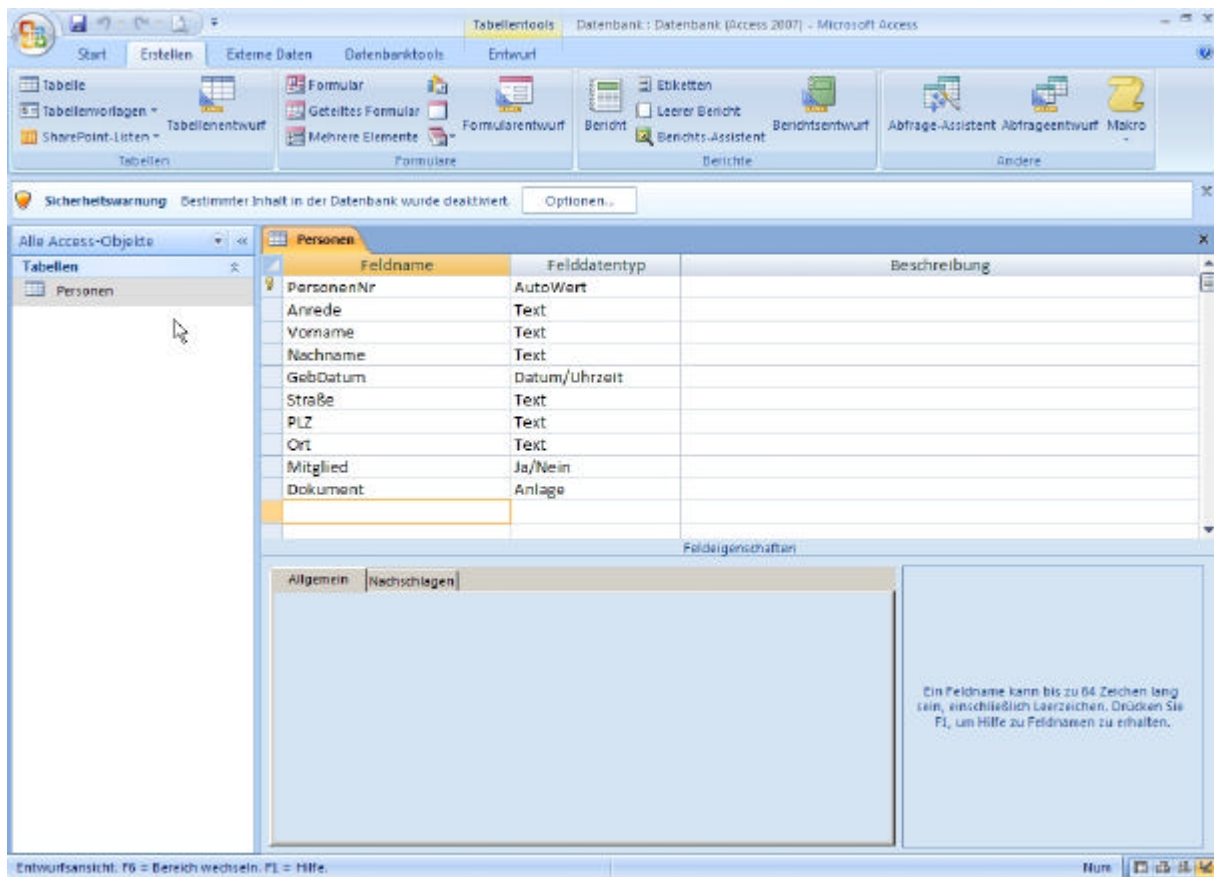 Tabellentools Datenbank : Datenbank (Access 2007) - Microsoft Access
Start Erstellen Externe Daten Datenbanktools Entwurf
Tabelle
Tabellenvorlagen
SharePoint-Listen
Tabellenentwurf
Tabellen
Formular
Geteiltes Formular
Mehrere Elemente
Formularentwurf
Formulare
Bericht
Etiketten
Leerer Bericht
Berichts-Assistent
Berichtsentwurf
Berichte
Abfrage-Assistent Abfrageentwurf Makro
Andere
Sicherheitswarnung Bestimmter Inhalt in der Datenbank wurde deaktiviert. Optionen...
Alle Access-Objekte
Tabellen
Personen
Personen
Feldname Felddatentyp Beschreibung
PersonenNr AutoWert
Anrede Text
Vorname Text
Nachname Text
GebDatum Datum/Uhrzeit
Straße Text
PLZ Text
Ort Text
Mitglied Ja/Nein
Dokument Anlage
Feldeigenschaften
Allgemein Nachschlagen
Ein Feldname kann bis zu 64 Zeichen lang
sein, einschließlich Leerzeichen. Drücken Sie
F1, um Hilfe zu Feldnamen zu erhalten.
Entwurfsansicht. F6 = Bereich wechseln. F1 = Hilfe. Num